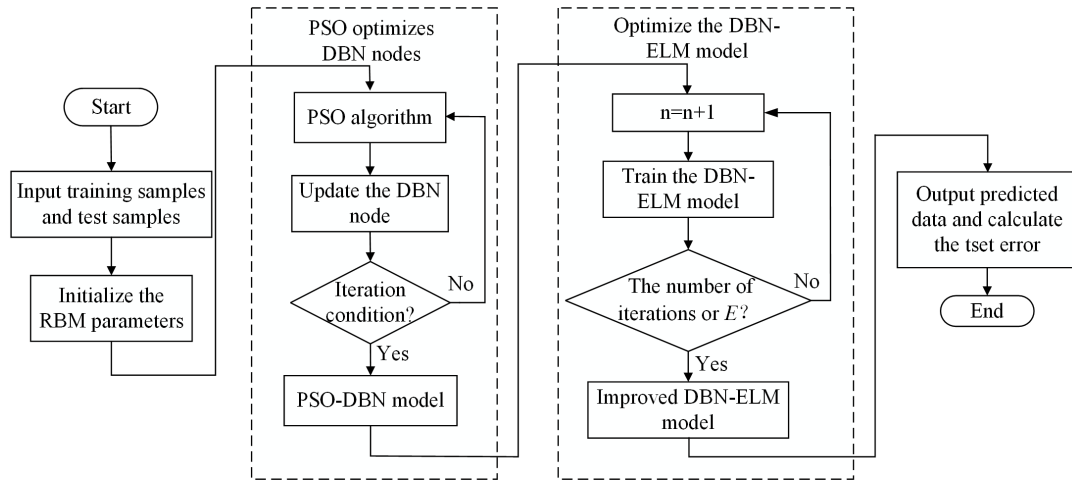 Start
Input training samples
and test samples
Initialize the
RBM parameters
PSO optimizes
DBN nodes
PSO algorithm
Update the DBN
node
Iteration
condition?
No
Yes
PSO-DBN model
Optimize the DBN-
ELM model
n=n+1
Train the DBN-
ELM model
The number of
iterations or E?
No
Yes
Improved DBN-ELM
model
Output predicted
data and calculate
the tset error
End